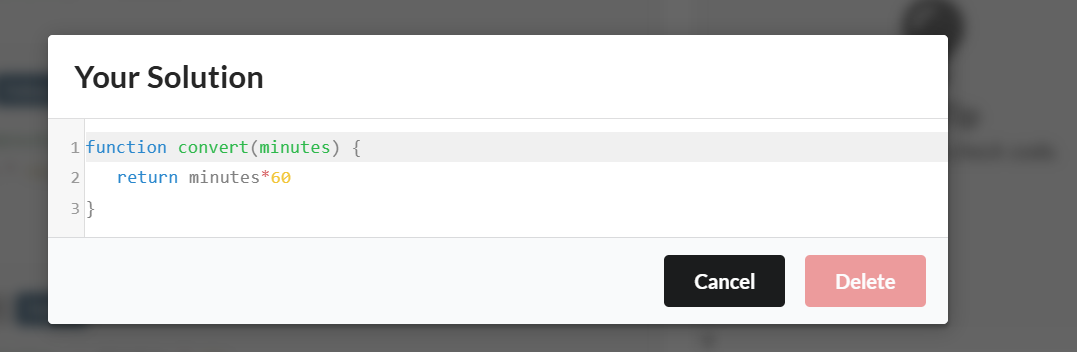 Your Solution
1 function convert(minutes) {
2 return minutes*60
3 }
Cancel Delete